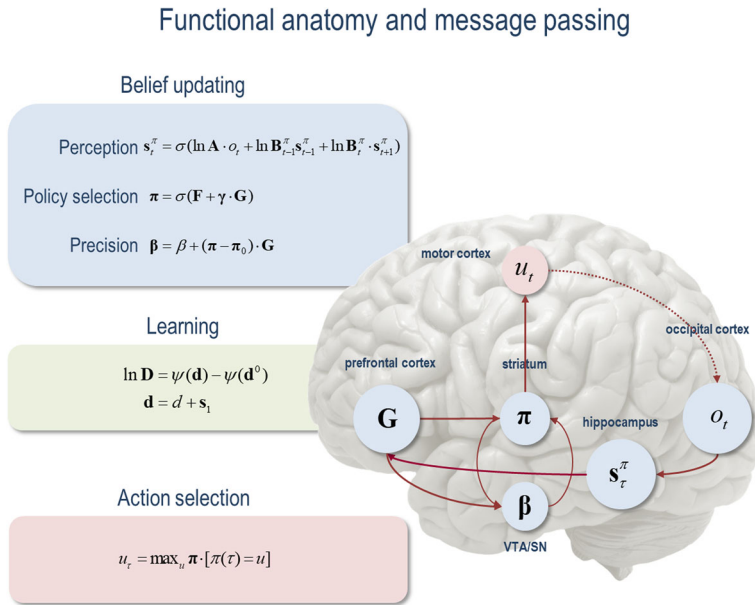 Functional anatomy and message passing
Belief updating
Perception s_t^π = σ(ln A · o_t + ln B_{t−1}^π s_{t−1}^π + ln B_t^π · s_{t+1}^π)
Policy selection π = σ(F + γ · G)
Precision β = β + (π − π_0) · G
Learning
ln D = ψ(d) − ψ(d^0)
d = d + s_1
Action selection
u_τ = max_u π · [π(τ) = u]
motor cortex
u_t
occipital cortex
prefrontal cortex
striatum
G
π
hippocampus
o_t
s_τ^π
β
VTA/SN